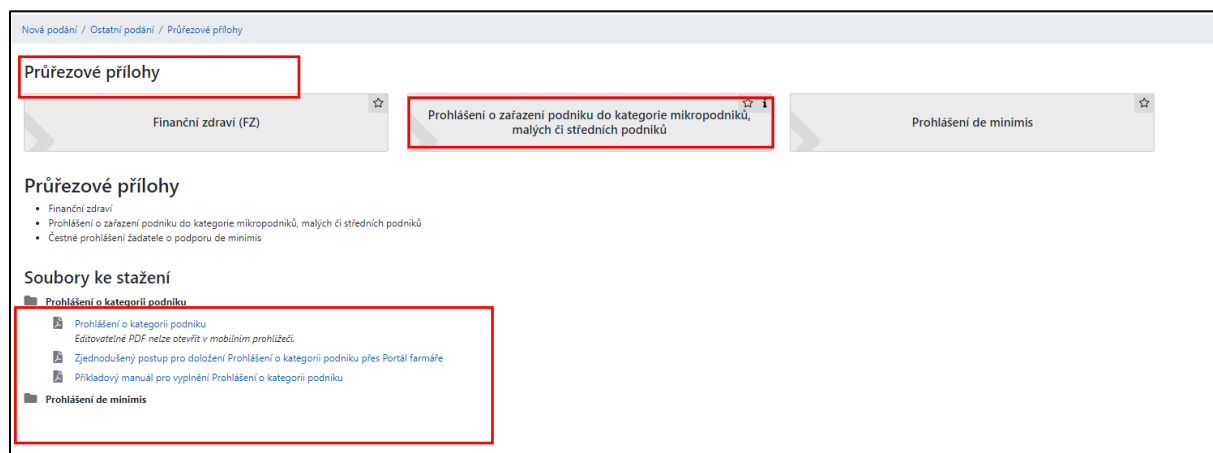 Nová podání / Ostatní podání / Průřezové přílohy
Průřezové přílohy
Finanční zdraví (FZ)
Prohlášení o zařazení podniku do kategorie mikropodniků,
malých či středních podniků
Prohlášení de minimis
Průřezové přílohy
• Finanční zdraví
• Prohlášení o zařazení podniku do kategorie mikropodniků, malých či středních podniků
• Čestné prohlášení žadatele o podporu de minimis
Soubory ke stažení
Prohlášení o kategorii podniku
Prohlášení o kategorii podniku
Editovatelné PDF nelze otevřít v mobilním prohlížeči.
Zjednodušený postup pro doložení Prohlášení o kategorii podniku přes Portál farmáře
Příkladový manuál pro vyplnění Prohlášení o kategorii podniku
Prohlášení de minimis